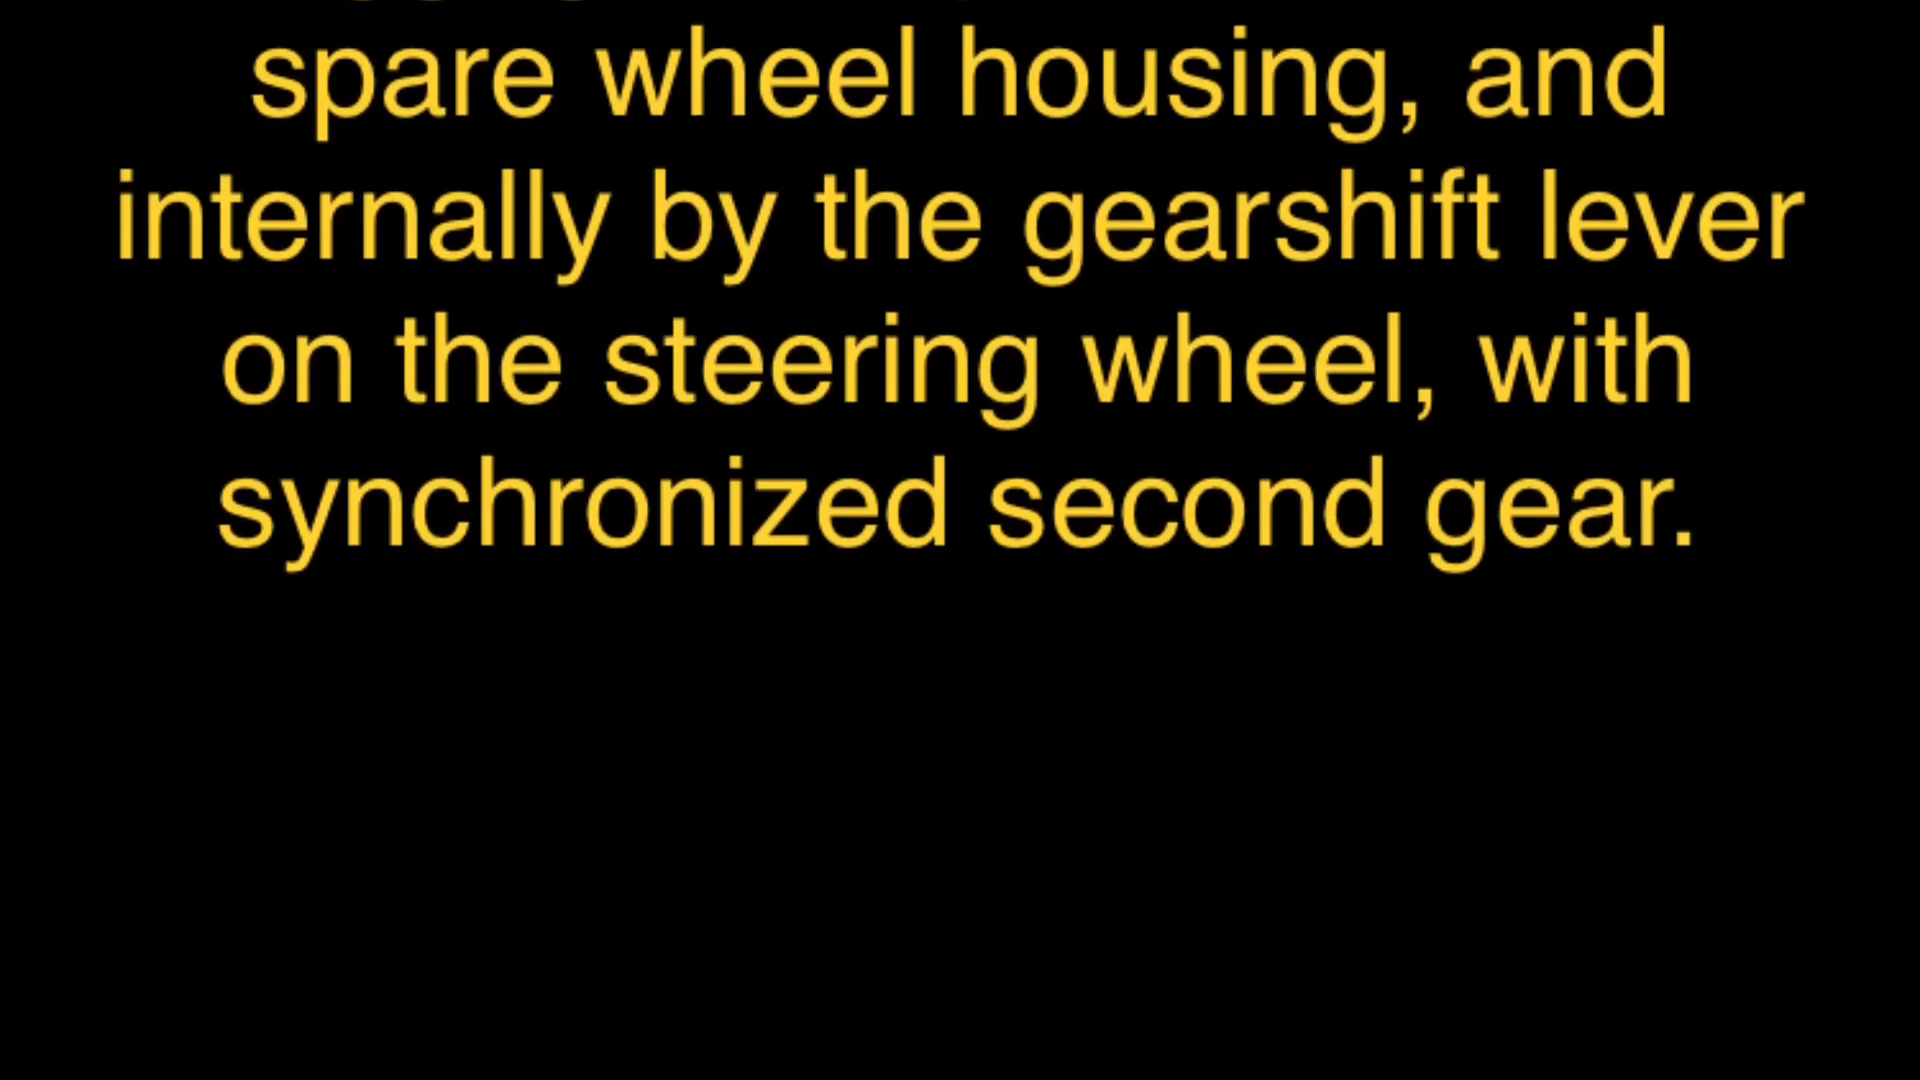 spare wheel housing, and
internally by the gearshift lever
on the steering wheel, with
synchronized second gear.